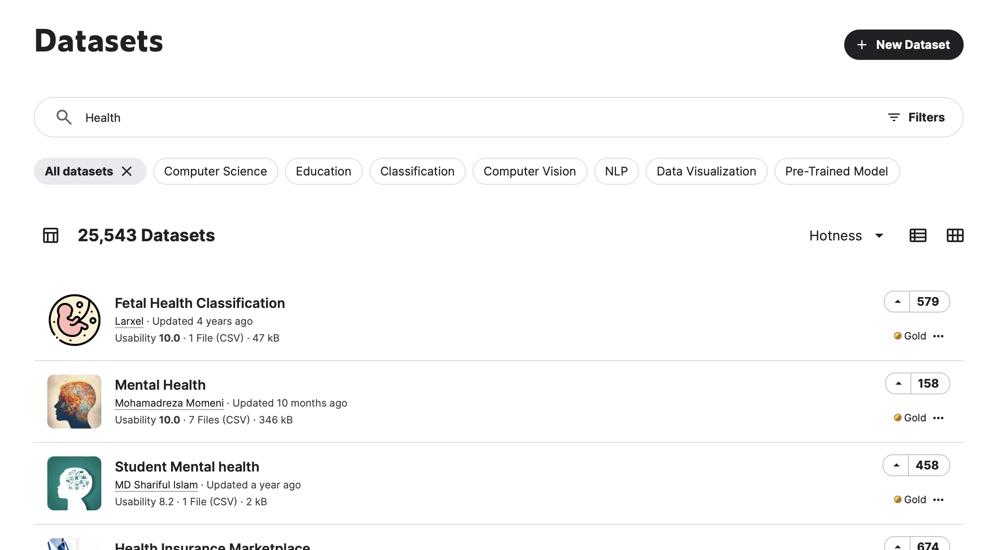 Datasets
+ New Dataset
Health
Filters
All datasets
Computer Science
Education
Classification
Computer Vision
NLP
Data Visualization
Pre-Trained Model
25,543 Datasets
Hotness
Fetal Health Classification
579
Larxel · Updated 4 years ago
Usability 10.0 · 1 File (CSV) · 47 kB
Gold
Mental Health
158
Mohamadreza Momeni · Updated 10 months ago
Usability 10.0 · 7 Files (CSV) · 346 kB
Gold
Student Mental health
458
MD Shariful Islam · Updated a year ago
Usability 8.2 · 1 File (CSV) · 2 kB
Gold
Health Insurance Marketplace
674